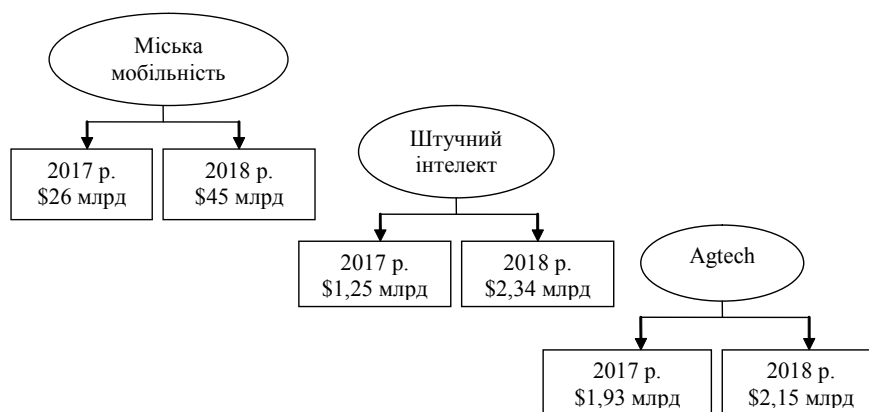 Міська
мобільність
2017 р.
$26 млрд
2018 р.
$45 млрд
Штучний
інтелект
2017 р.
$1,25 млрд
2018 р.
$2,34 млрд
Agtech
2017 р.
$1,93 млрд
2018 р.
$2,15 млрд